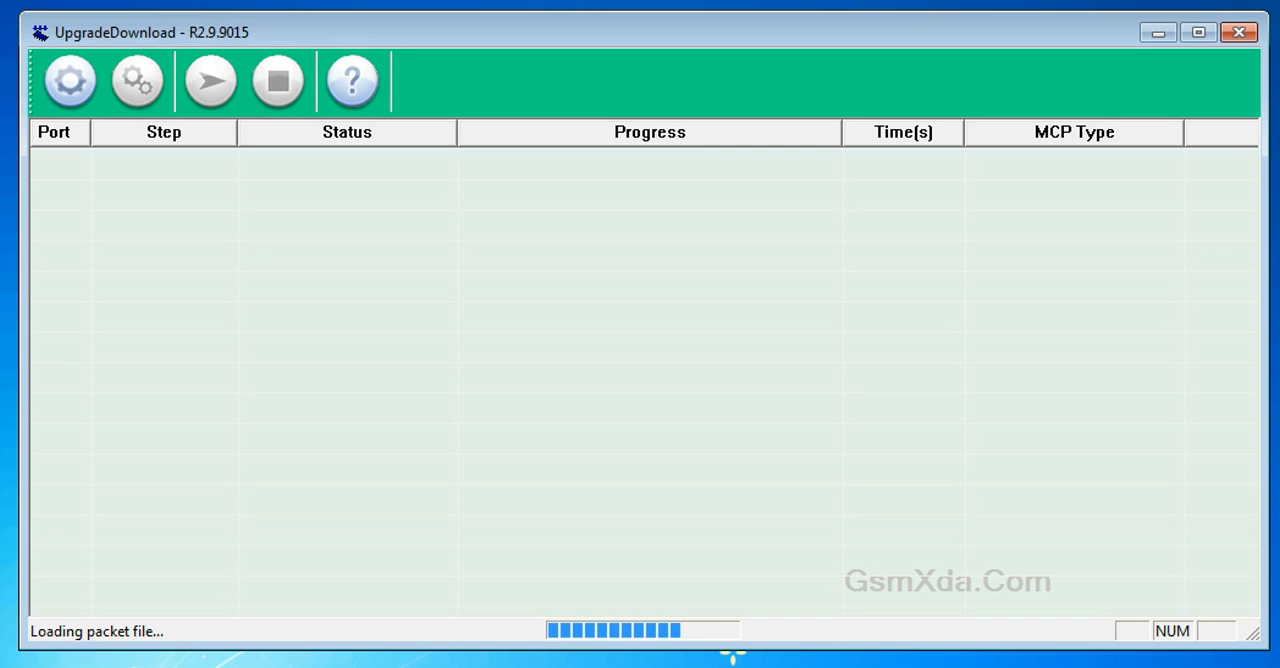 UpgradeDownload - R2.9.9015
?
Port Step Status Progress Time(s) MCP Type
GsmXda.Com
Loading packet file... NUM